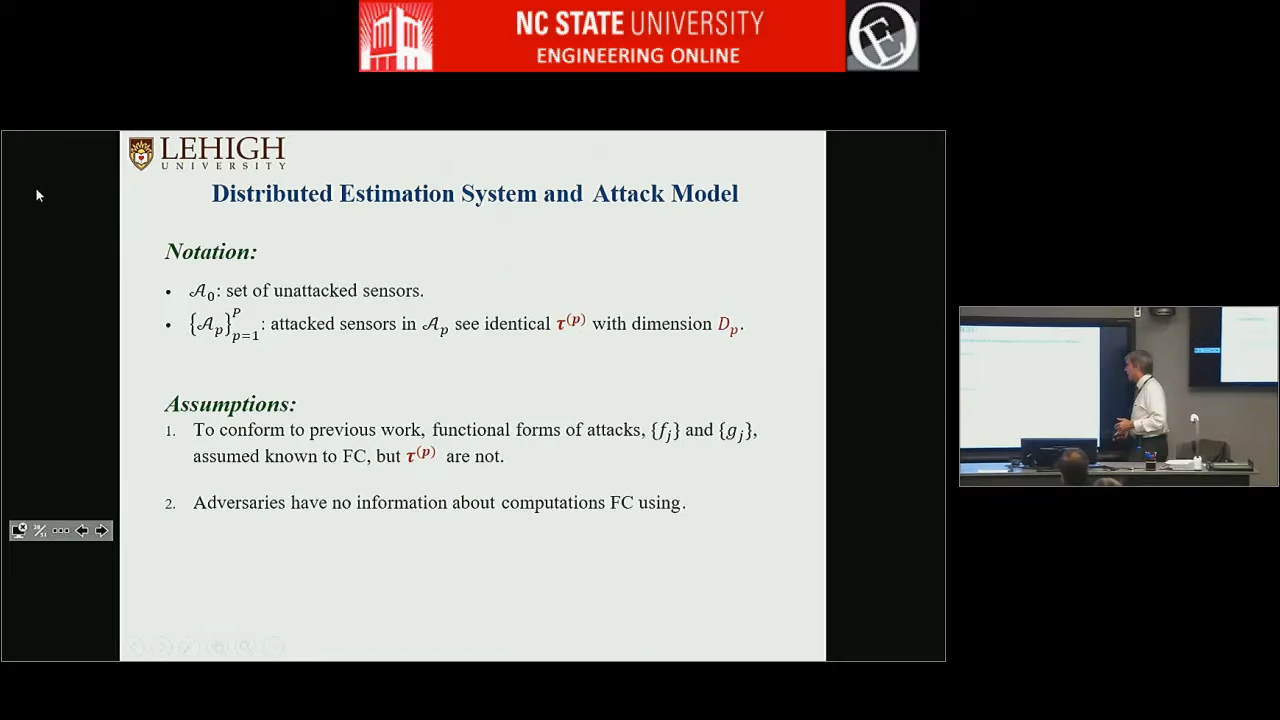 NC STATE UNIVERSITY
ENGINEERING ONLINE
LEHIGH
UNIVERSITY
Distributed Estimation System and Attack Model
Notation:
• 𝒜₀: set of unattacked sensors.
• {𝒜ₚ}ᴾₚ₌₁: attacked sensors in 𝒜ₚ see identical τ⁽ᵖ⁾ with dimension Dₚ.
Assumptions:
1. To conform to previous work, functional forms of attacks, {fⱼ} and {gⱼ},
assumed known to FC, but τ⁽ᵖ⁾ are not.
2. Adversaries have no information about computations FC using.